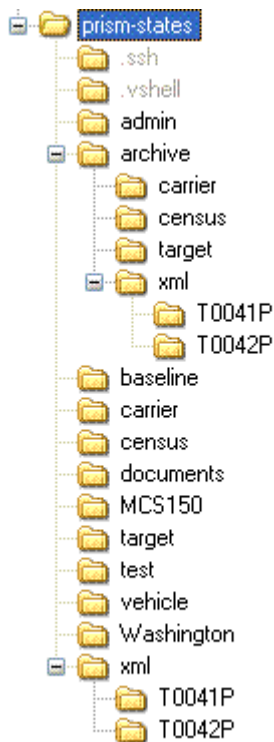 prism-states
.ssh
.vshell
admin
archive
carrier
census
target
xml
T0041P
T0042P
baseline
carrier
census
documents
MCS150
target
test
vehicle
Washington
xml
T0041P
T0042P